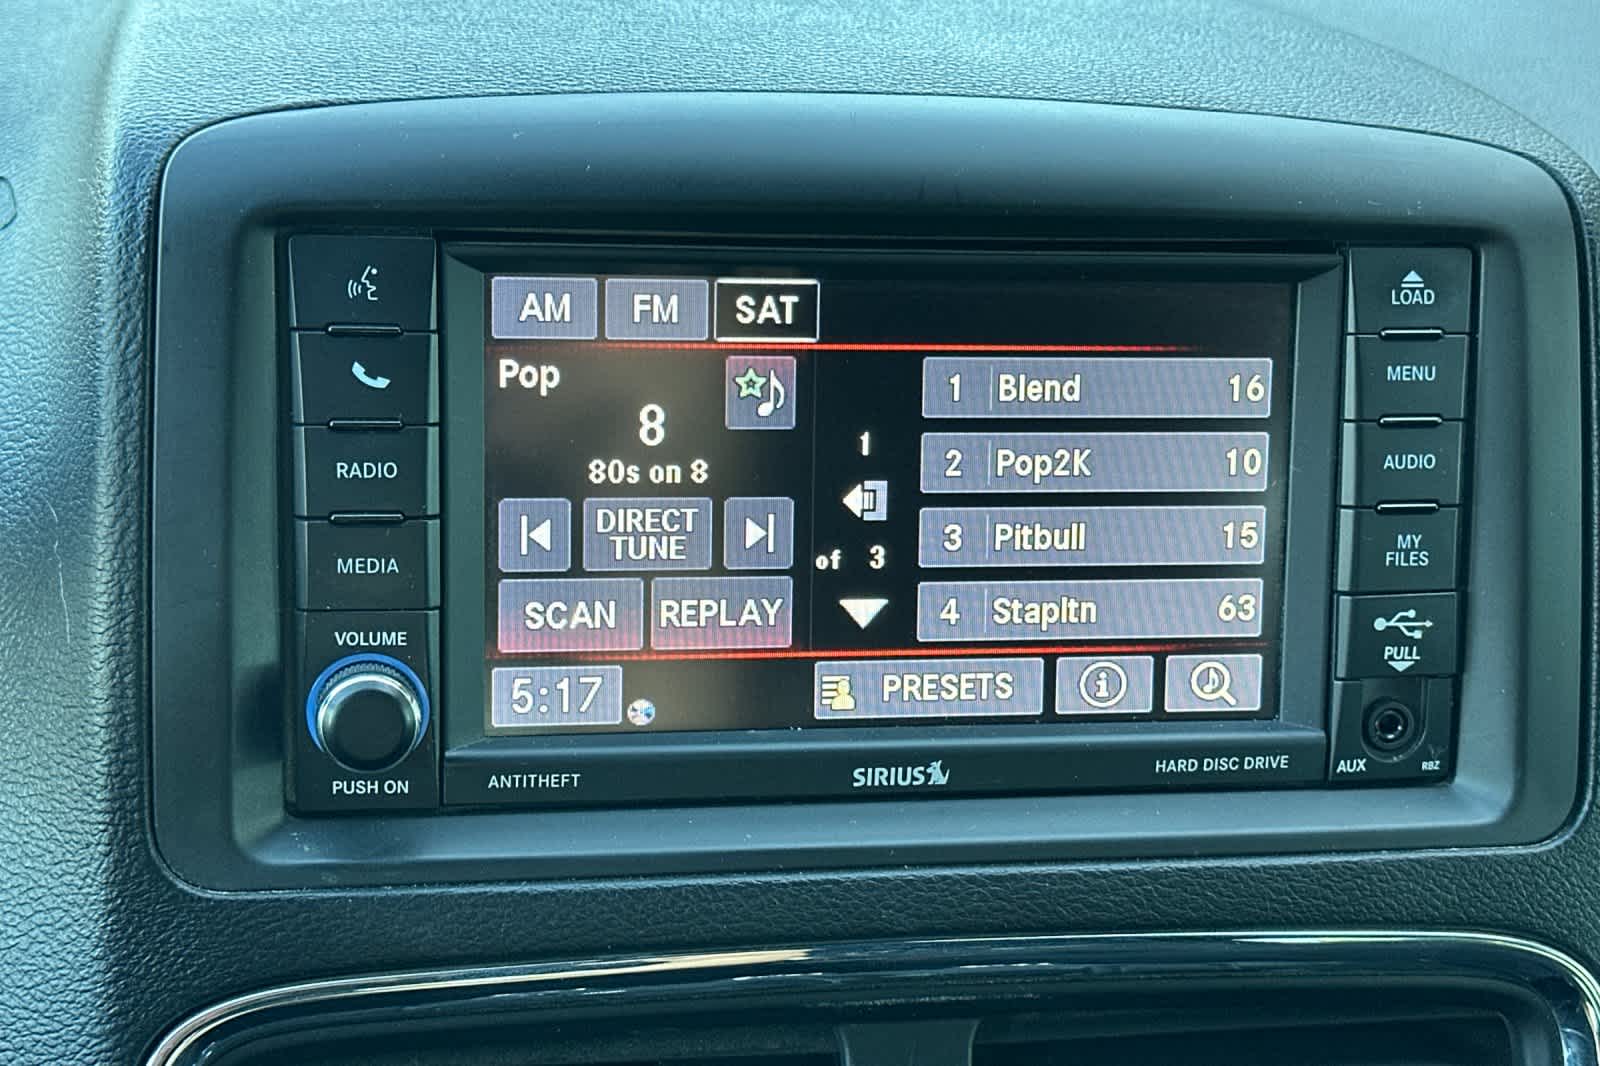 AM FM SAT
Pop
8
80s on 8
DIRECT
TUNE
SCAN REPLAY
5:17
1
of 3
1 Blend 16
2 Pop2K 10
3 Pitbull 15
4 Stapltn 63
PRESETS
RADIO
MEDIA
VOLUME
PUSH ON
LOAD
MENU
AUDIO
MY
FILES
PULL
AUX
RBZ
ANTITHEFT
SIRIUS
HARD DISC DRIVE